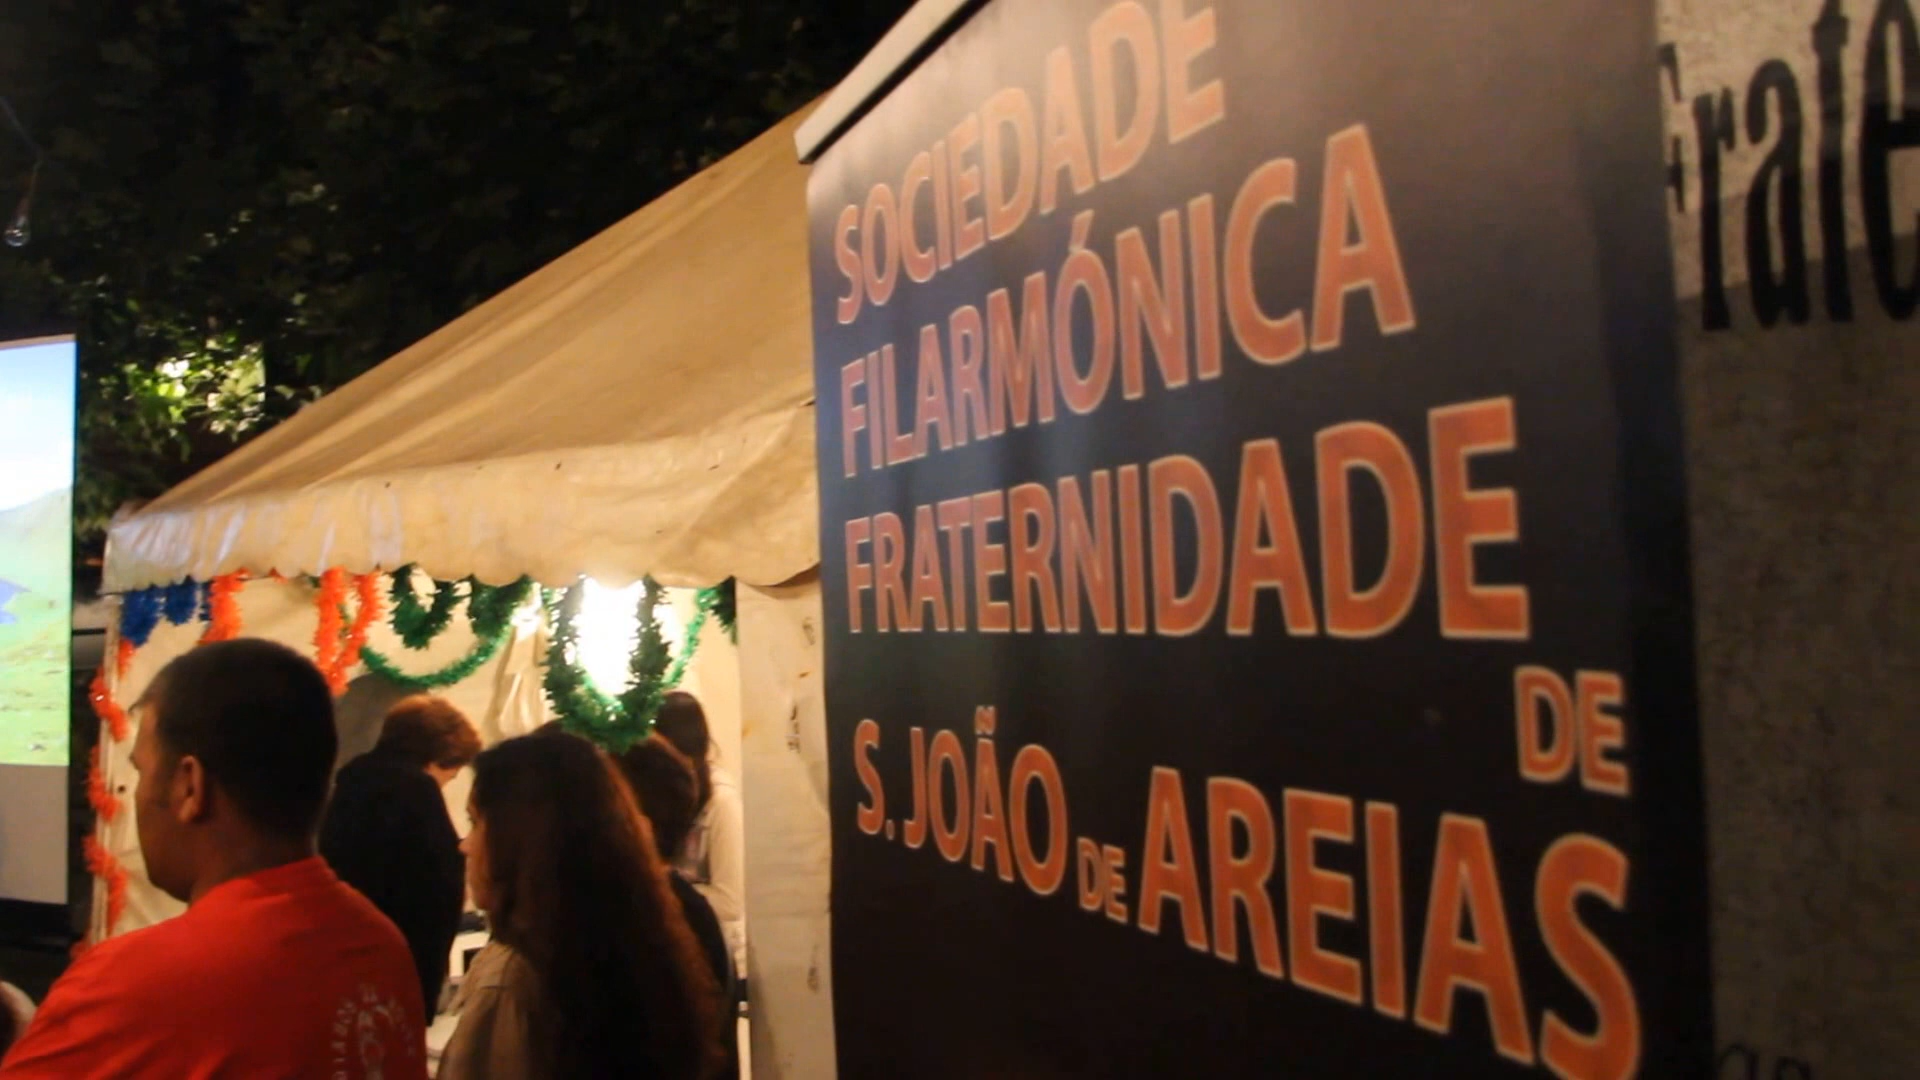 SOCIEDADE
FILARMÓNICA
FRATERNIDADE
DE
S. JOÃO DE AREIAS
Frate